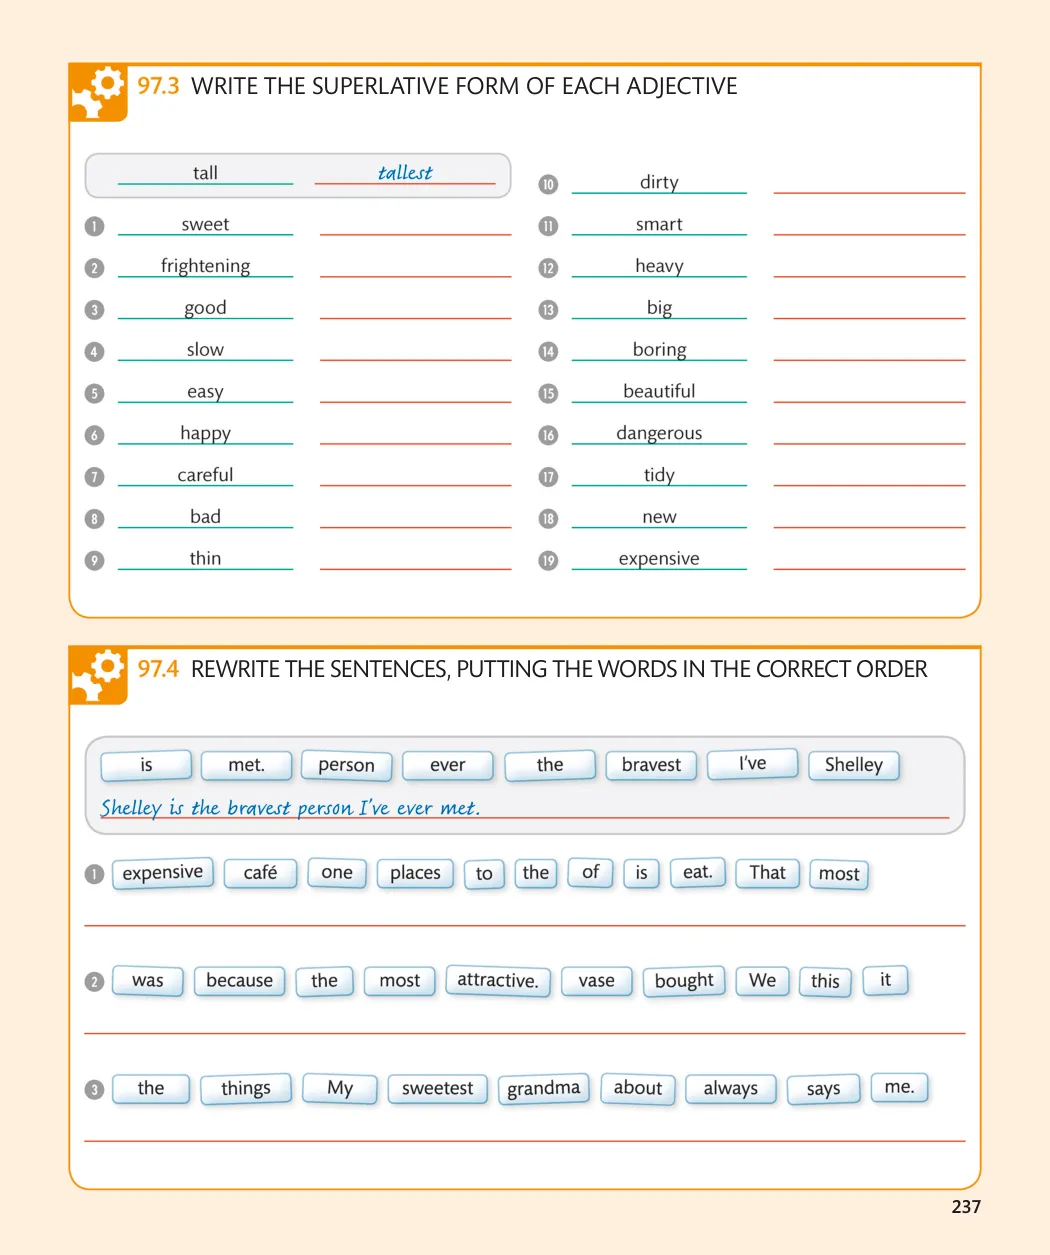 97.3 WRITE THE SUPERLATIVE FORM OF EACH ADJECTIVE
tall tallest
1 sweet
2 frightening
3 good
4 slow
5 easy
6 happy
7 careful
8 bad
9 thin
10 dirty
11 smart
12 heavy
13 big
14 boring
15 beautiful
16 dangerous
17 tidy
18 new
19 expensive
97.4 REWRITE THE SENTENCES, PUTTING THE WORDS IN THE CORRECT ORDER
is met. person ever the bravest I've Shelley
Shelley is the bravest person I've ever met.
1 expensive café one places to the of is eat. That most
2 was because the most attractive. vase bought We this it
3 the things My sweetest grandma about always says me.
237